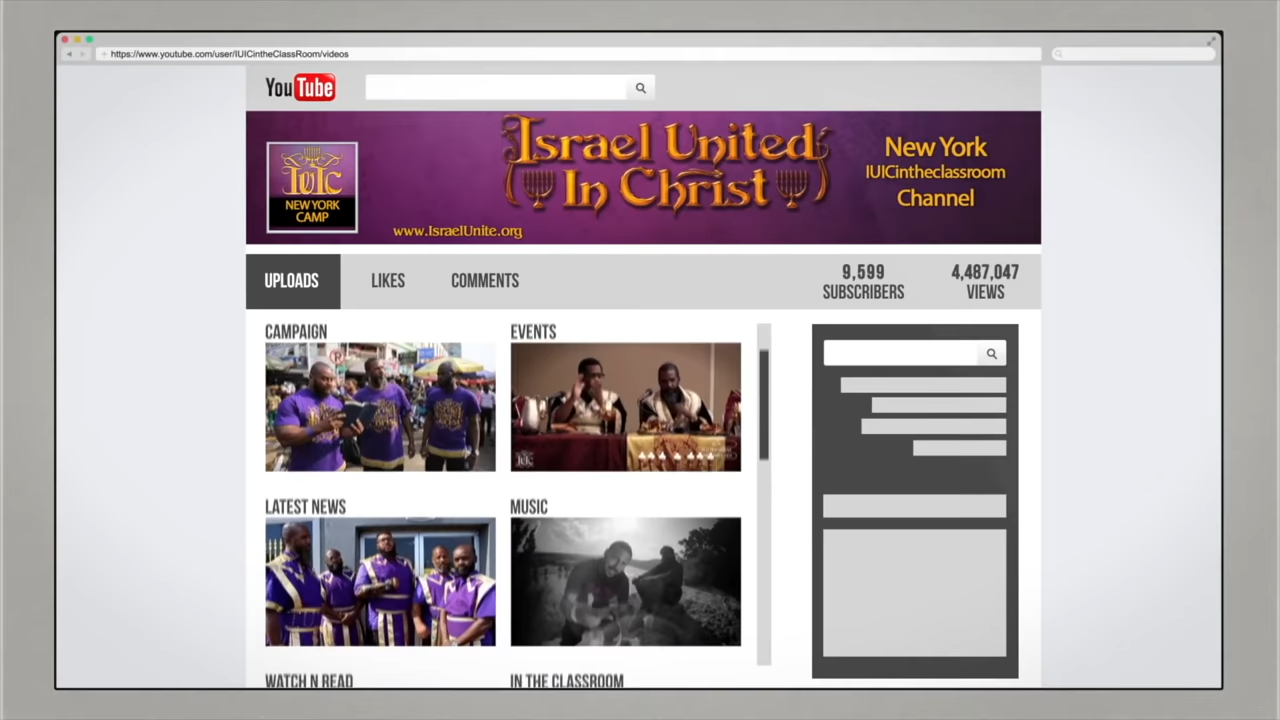 https://www.youtube.com/user/IUICintheClassRoom/videos
YouTube
Israel United
In Christ
www.IsraelUnite.org
IUIC
NEW YORK
CAMP
New York
IUICintheclassroom
Channel
UPLOADS
LIKES
COMMENTS
9,599
SUBSCRIBERS
4,487,047
VIEWS
CAMPAIGN
EVENTS
IUIC
LATEST NEWS
MUSIC
WATCH N READ
IN THE CLASSROOM